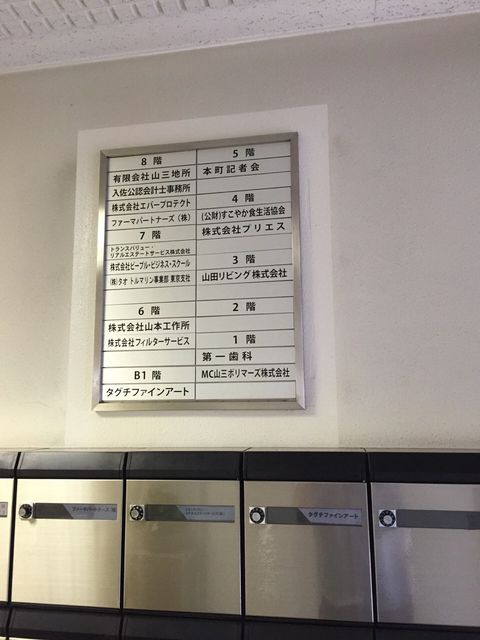 8 階
有限会社山三地所
入佐公認会計士事務所
株式会社エバープロテクト
ファーマパートナーズ（株）
7 階
トランスバリュー・
リアルエステートサービス株式会社
株式会社ピープル・ビジネス・スクール
(株)タオ トルマリン事業部 東京支社
6 階
株式会社山本工作所
株式会社フィルターサービス
B1 階
タグチファインアート
5 階
本町記者会
4 階
(公財)すこやか食生活協会
株式会社プリエス
3 階
山田リビング株式会社
2 階
1 階
第一歯科
MC山三ポリマーズ株式会社
ファーマパートナーズ
タグチファインアート